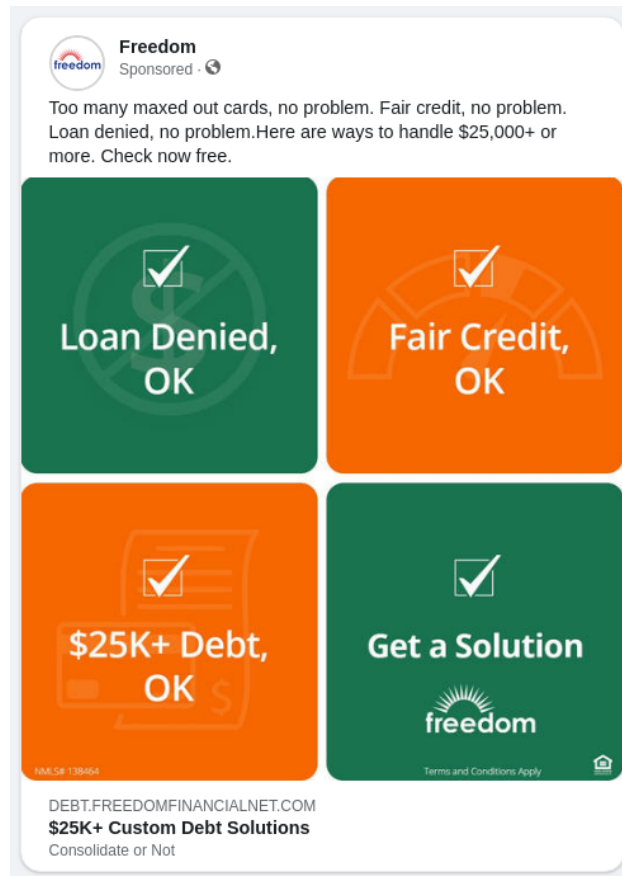 freedom
Freedom
Sponsored ·
Too many maxed out cards, no problem. Fair credit, no problem.
Loan denied, no problem.Here are ways to handle $25,000+ or
more. Check now free.
Loan Denied,
OK
Fair Credit,
OK
$25K+ Debt,
OK
NMLS# 138464
Get a Solution
freedom
Terms and Conditions Apply
DEBT.FREEDOMFINANCIALNET.COM
$25K+ Custom Debt Solutions
Consolidate or Not